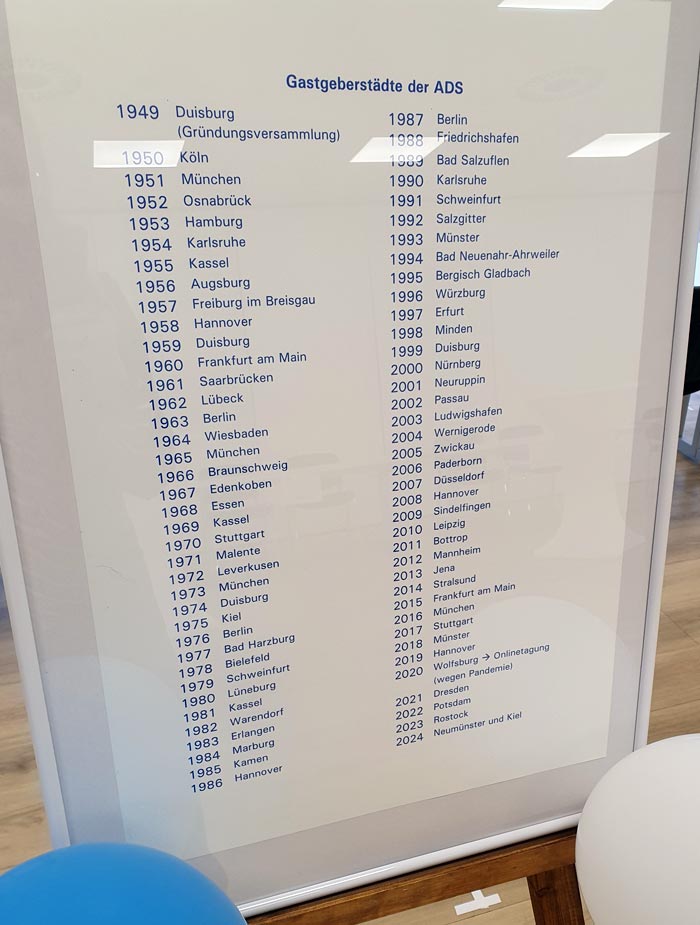 Gastgeberstädte der ADS
1949 Duisburg
(Gründungsversammlung)
1950 Köln
1951 München
1952 Osnabrück
1953 Hamburg
1954 Karlsruhe
1955 Kassel
1956 Augsburg
1957 Freiburg im Breisgau
1958 Hannover
1959 Duisburg
1960 Frankfurt am Main
1961 Saarbrücken
1962 Lübeck
1963 Berlin
1964 Wiesbaden
1965 München
1966 Braunschweig
1967 Edenkoben
1968 Essen
1969 Kassel
1970 Stuttgart
1971 Malente
1972 Leverkusen
1973 München
1974 Duisburg
1975 Kiel
1976 Berlin
1977 Bad Harzburg
1978 Bielefeld
1979 Schweinfurt
1980 Lüneburg
1981 Kassel
1982 Warendorf
1983 Erlangen
1984 Marburg
1985 Kamen
1986 Hannover
1987 Berlin
1988 Friedrichshafen
1989 Bad Salzuflen
1990 Karlsruhe
1991 Schweinfurt
1992 Salzgitter
1993 Münster
1994 Bad Neuenahr-Ahrweiler
1995 Bergisch Gladbach
1996 Würzburg
1997 Erfurt
1998 Minden
1999 Duisburg
2000 Nürnberg
2001 Neuruppin
2002 Passau
2003 Ludwigshafen
2004 Wernigerode
2005 Zwickau
2006 Paderborn
2007 Düsseldorf
2008 Hannover
2009 Sindelfingen
2010 Leipzig
2011 Bottrop
2012 Mannheim
2013 Jena
2014 Stralsund
2015 Frankfurt am Main
2016 München
2017 Stuttgart
2018 Münster
2019 Hannover
2020 Wolfsburg → Onlinetagung
(wegen Pandemie)
2021 Dresden
2022 Potsdam
2023 Rostock
2024 Neumünster und Kiel